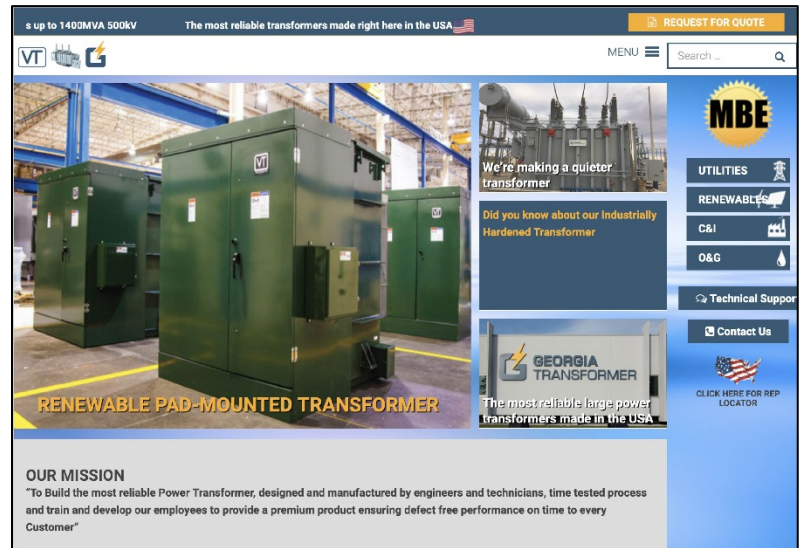 s up to 1400MVA 500kV
The most reliable transformers made right here in the USA
REQUEST FOR QUOTE
VT
MENU
Search ...
VT
RENEWABLE PAD-MOUNTED TRANSFORMER
We're making a quieter
transformer
Did you know about our Industrially
Hardened Transformer
GEORGIA
TRANSFORMER
The most reliable large power
transformers made in the USA
MBE
UTILITIES
RENEWABLES
C&I
O&G
Technical Suppor
Contact Us
CLICK HERE FOR REP
LOCATOR
OUR MISSION
“To Build the most reliable Power Transformer, designed and manufactured by engineers and technicians, time tested process
and train and develop our employees to provide a premium product ensuring defect free performance on time to every
Customer”